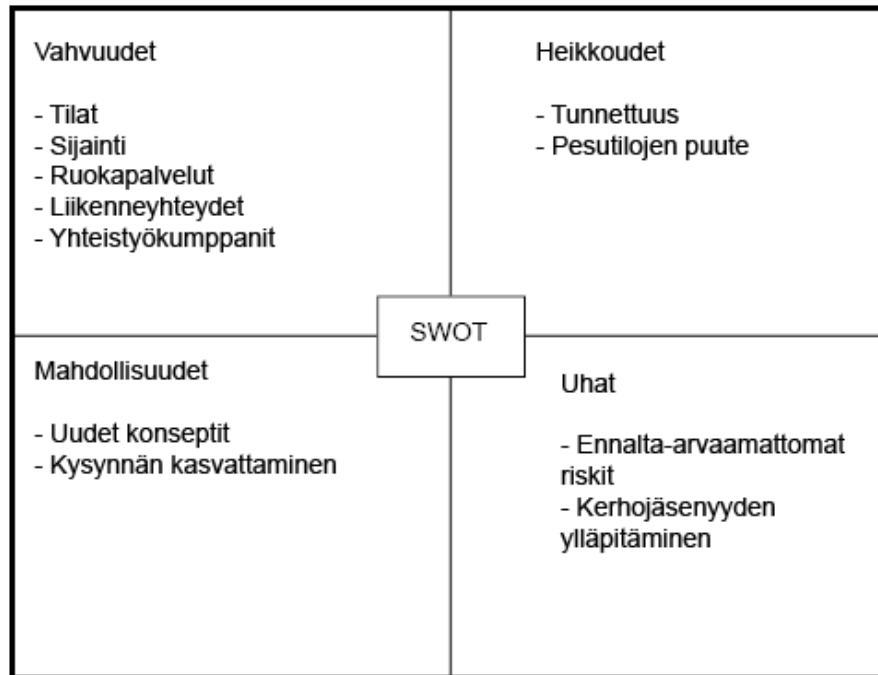 Vahvuudet
- Tilat
- Sijainti
- Ruokapalvelut
- Liikenneyhteydet
- Yhteistyökumppanit
Heikkoudet
- Tunnettuus
- Pesutilojen puute
SWOT
Mahdollisuudet
- Uudet konseptit
- Kysynnän kasvattaminen
Uhat
- Ennalta-arvaamattomat
riskit
- Kerhojäsenyyden
ylläpitäminen